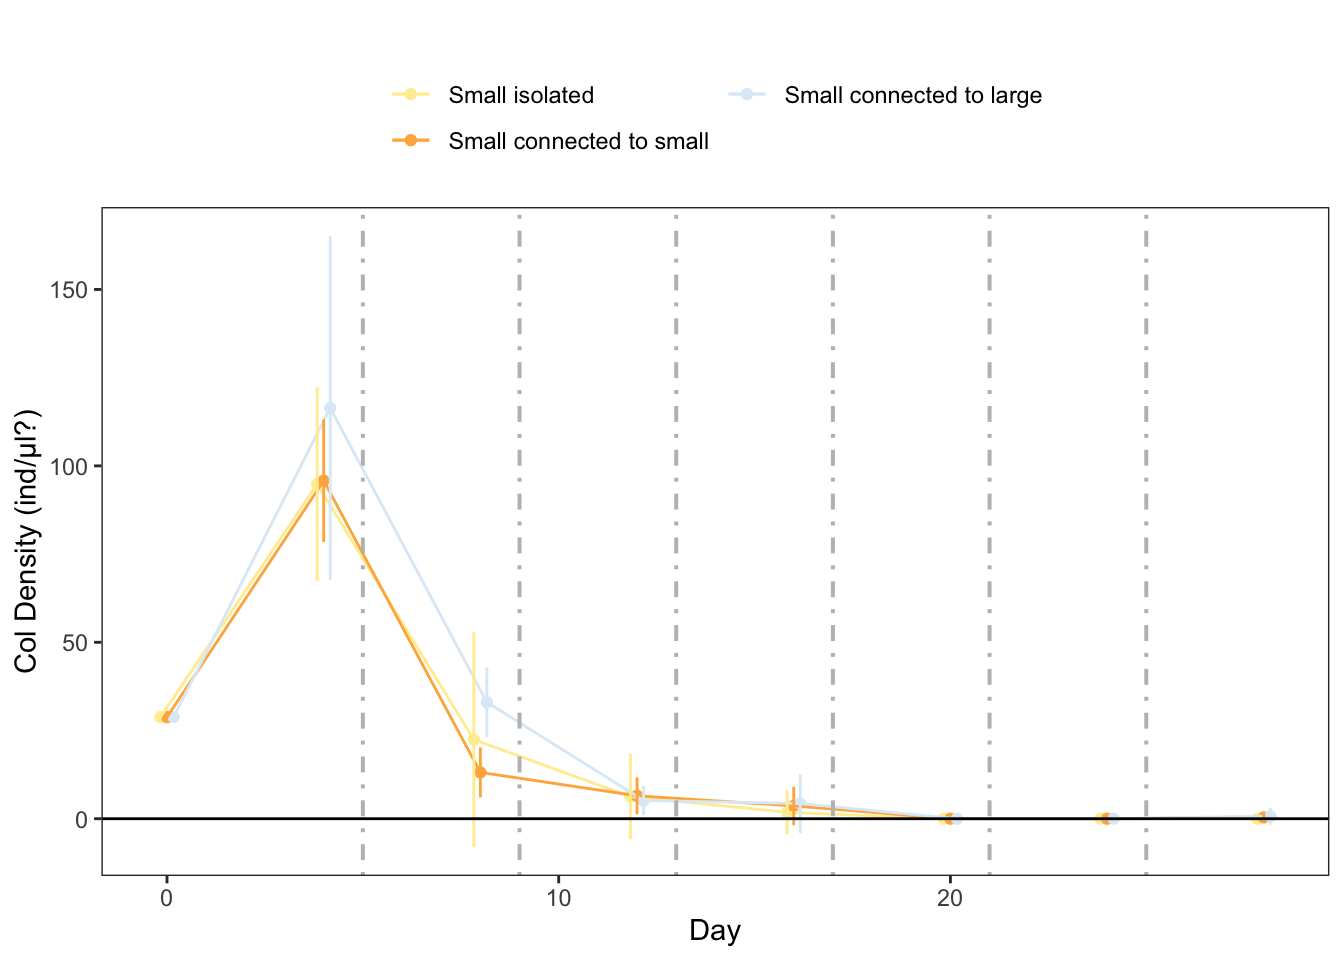 Small isolated
Small connected to large
Small connected to small
Col Density (ind/µl?)
150
100
50
0
0
10
20
Day